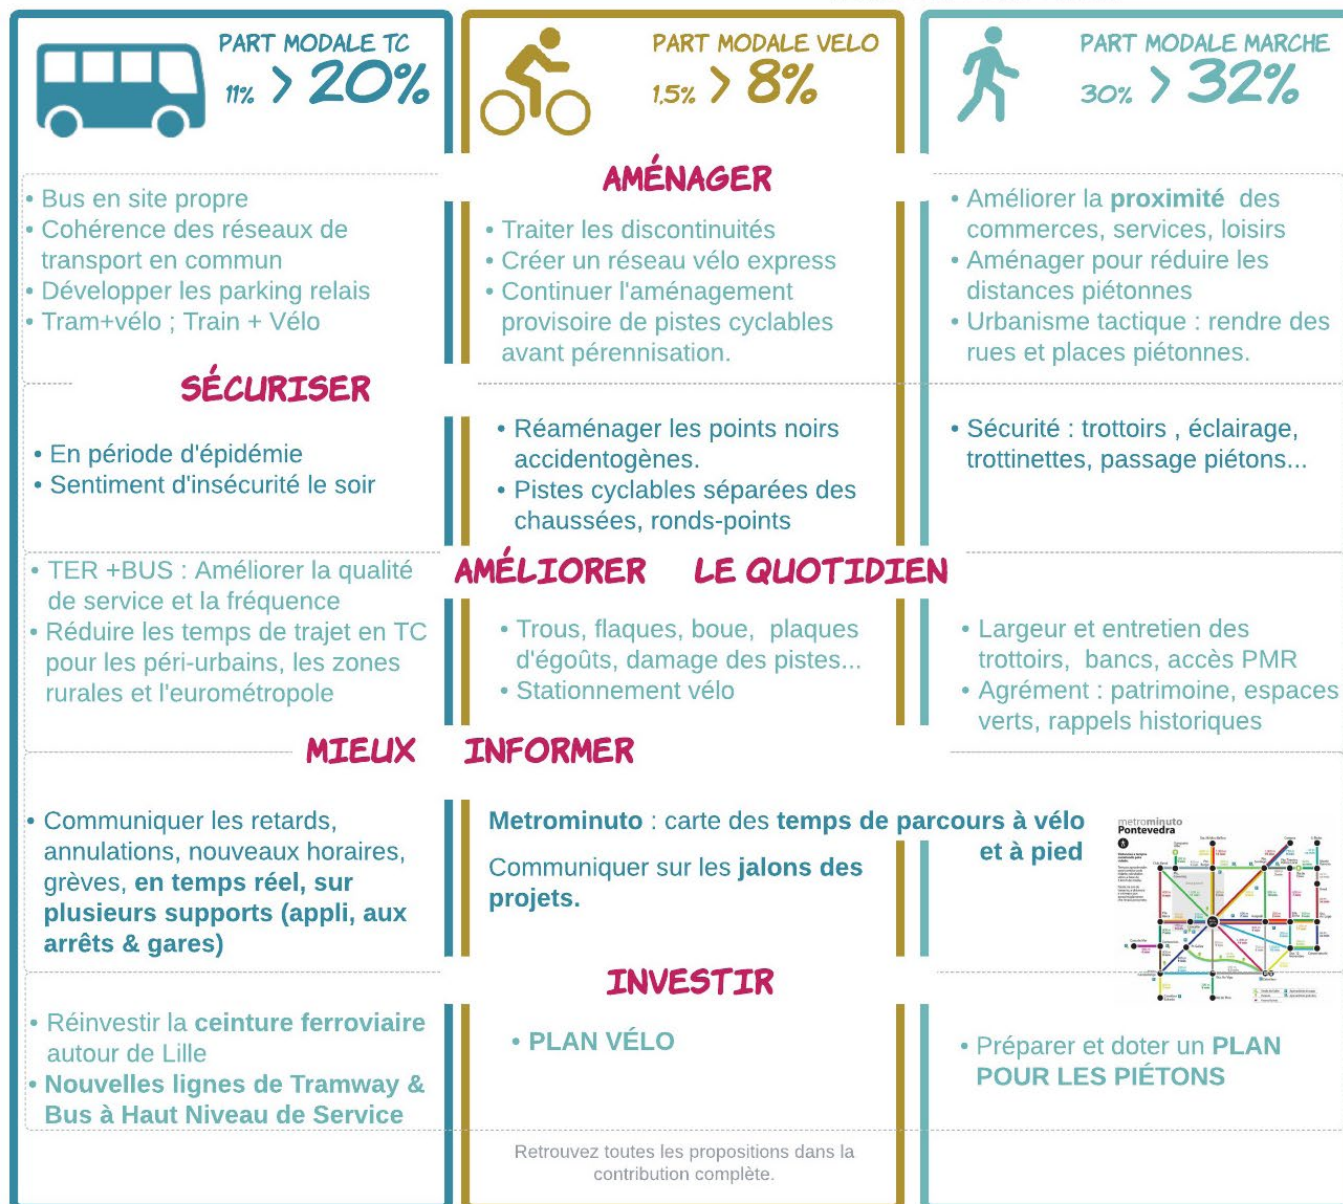 PART MODALE TC
11% > 20%
PART MODALE VELO
1,5% > 8%
PART MODALE MARCHE
30% > 32%
AMÉNAGER
• Bus en site propre
• Cohérence des réseaux de
transport en commun
• Développer les parking relais
• Tram+vélo ; Train + Vélo
• Traiter les discontinuités
• Créer un réseau vélo express
• Continuer l'aménagement
provisoire de pistes cyclables
avant pérennisation.
• Améliorer la proximité des
commerces, services, loisirs
• Aménager pour réduire les
distances piétonnes
• Urbanisme tactique : rendre des
rues et places piétonnes.
SÉCURISER
• En période d'épidémie
• Sentiment d'insécurité le soir
• Réaménager les points noirs
accidentogènes.
• Pistes cyclables séparées des
chaussées, ronds-points
• Sécurité : trottoirs , éclairage,
trottinettes, passage piétons...
AMÉLIORER LE QUOTIDIEN
• TER +BUS : Améliorer la qualité
de service et la fréquence
• Réduire les temps de trajet en TC
pour les péri-urbains, les zones
rurales et l'eurométropole
• Trous, flaques, boue, plaques
d'égoûts, damage des pistes...
• Stationnement vélo
• Largeur et entretien des
trottoirs, bancs, accès PMR
• Agrément : patrimoine, espaces
verts, rappels historiques
MIEUX INFORMER
• Communiquer les retards,
annulations, nouveaux horaires,
grèves, en temps réel, sur
plusieurs supports (appli, aux
arrêts & gares)
Metrominuto : carte des temps de parcours à vélo
et à pied
Communiquer sur les jalons des
projets.
metrominuto
Pontevedra
INVESTIR
• Réinvestir la ceinture ferroviaire
autour de Lille
• Nouvelles lignes de Tramway &
Bus à Haut Niveau de Service
• PLAN VÉLO
• Préparer et doter un PLAN
POUR LES PIÉTONS
Retrouvez toutes les propositions dans la
contribution complète.